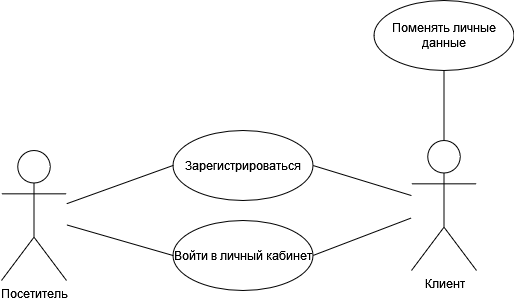 Поменять личные
данные
Зарегистрироваться
Войти в личный кабинет
Клиент
Посетитель